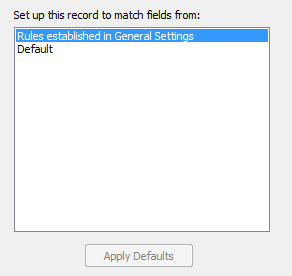 Set up this record to match fields from:
Rules established in General Settings
Default
Apply Defaults